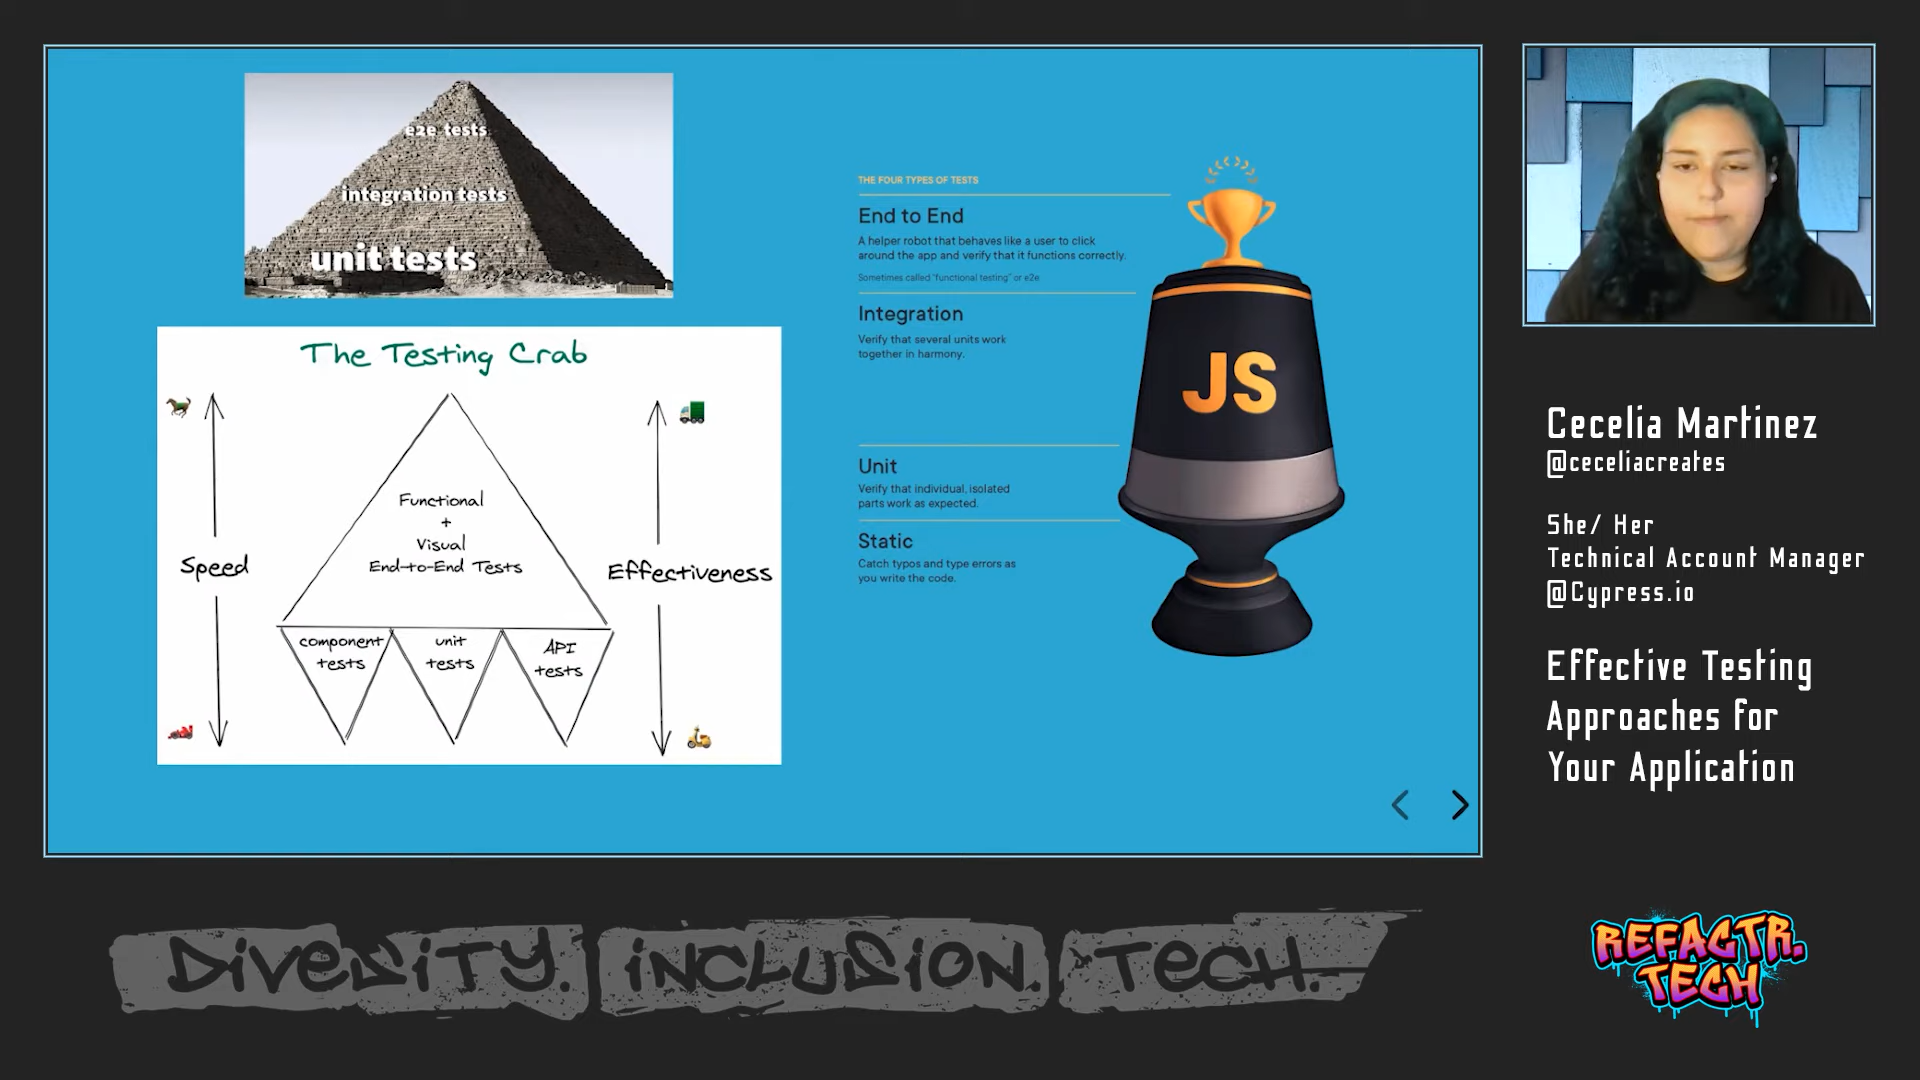 e2e tests
integration tests
unit tests
The Testing Crab
Speed
Functional
+
Visual
End-to-End Tests
Effectiveness
component
tests
unit
tests
API
tests
THE FOUR TYPES OF TESTS
End to End
A helper robot that behaves like a user to click
around the app and verify that it functions correctly.
Sometimes called "functional testing" or e2e
Integration
Verify that several units work
together in harmony.
Unit
Verify that individual, isolated
parts work as expected.
Static
Catch typos and type errors as
you write the code.
JS
Cecelia Martinez
@ceceliacreates
She/ Her
Technical Account Manager
@Cypress.io
Effective Testing
Approaches for
Your Application
DIVERSITY. INCLUSION. TECH.
REFACTR.
TECH